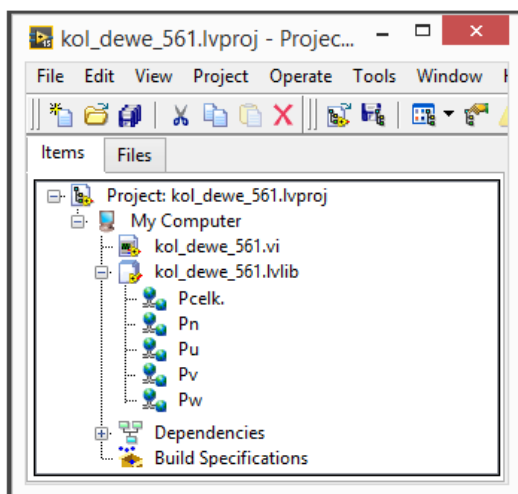 kol_dewe_561.lvproj - Projec...
File Edit View Project Operate Tools Window
Items Files
Project: kol_dewe_561.lvproj
My Computer
kol_dewe_561.vi
kol_dewe_561.lvlib
Pcelk.
Pn
Pu
Pv
Pw
Dependencies
Build Specifications